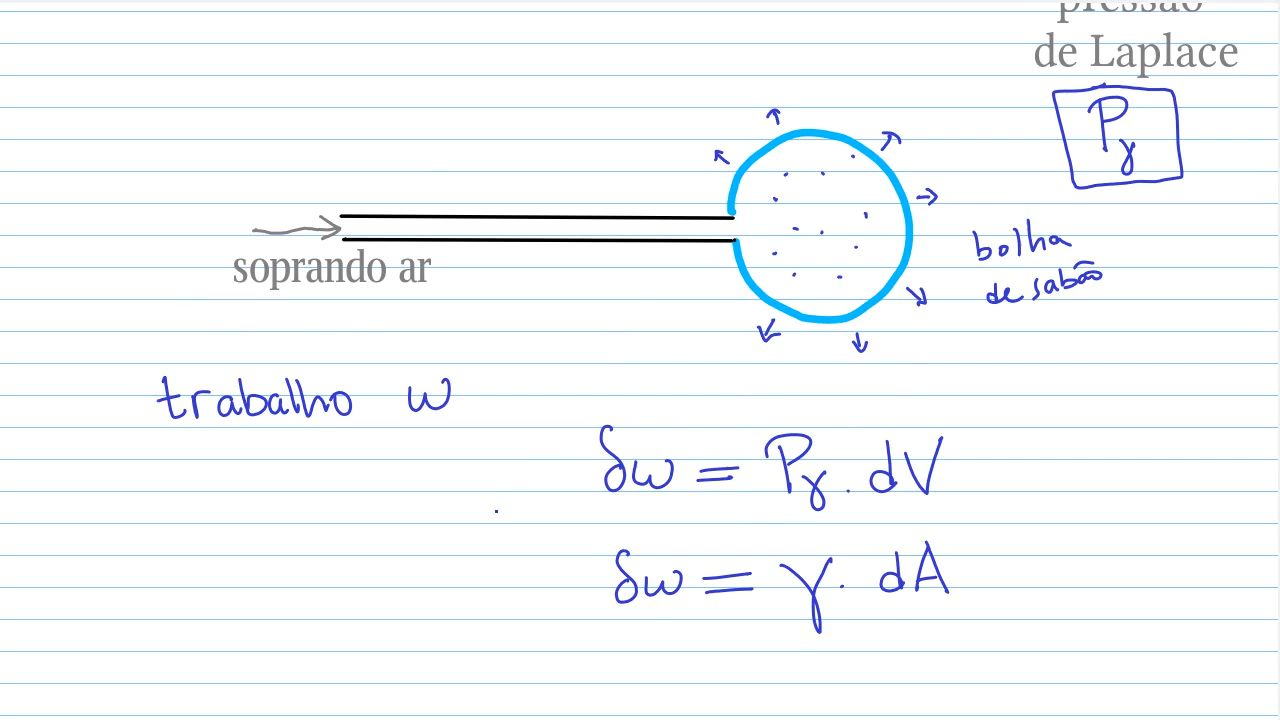 pressão
de Laplace
Pγ
soprando ar
bolha
de sabão
trabalho w
δw = Pγ . dV
δw = γ . dA